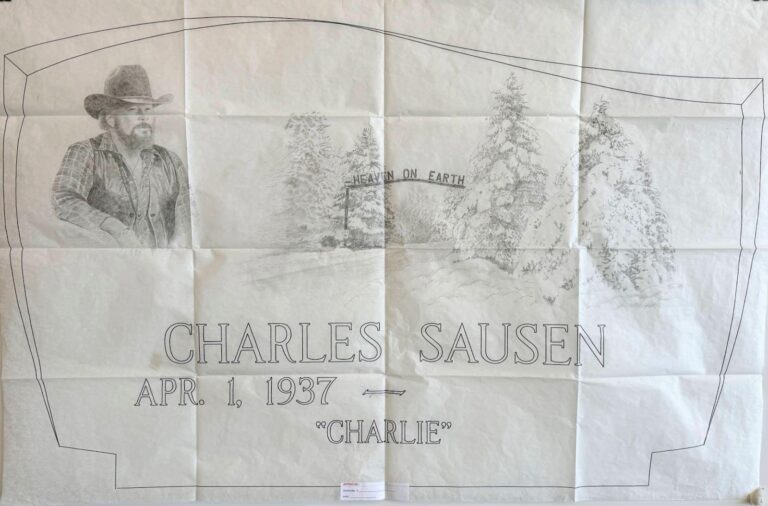 HEAVEN ON EARTH
CHARLES SAUSEN
APR. 1, 1937 —
"CHARLIE"